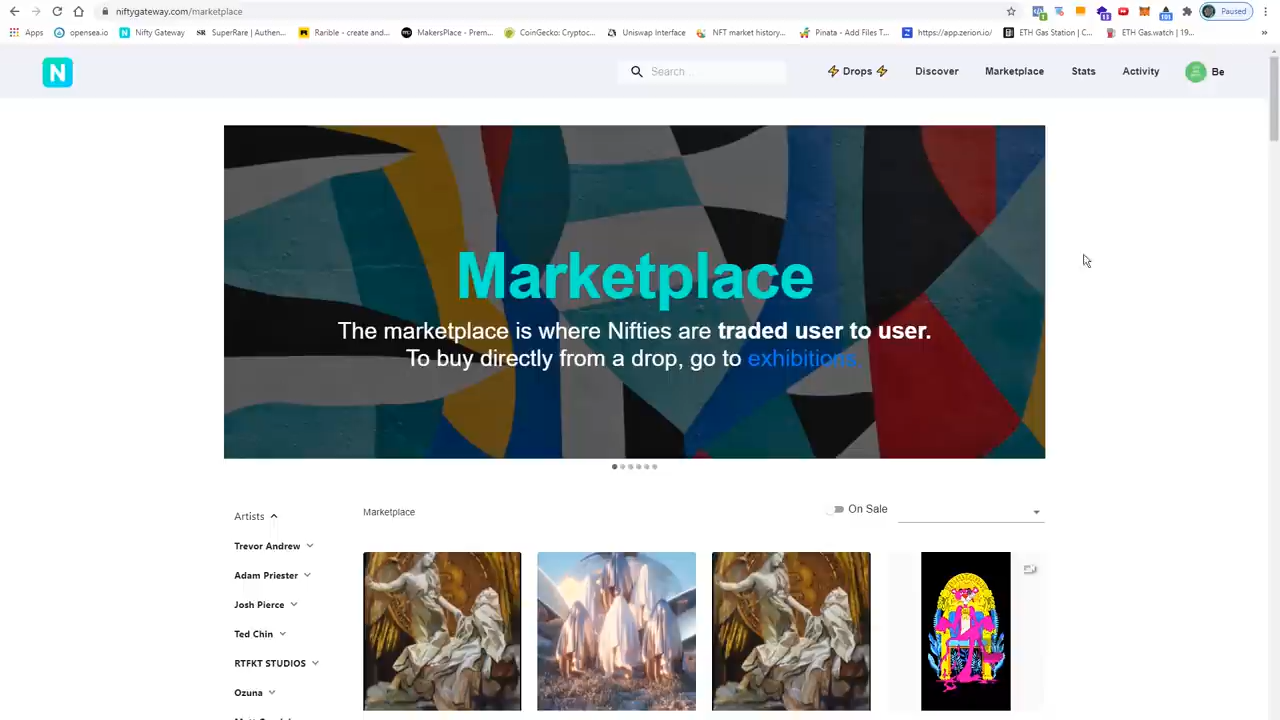 niftygateway.com/marketplace
Paused
Apps opensea.io Nifty Gateway SuperRare | Authen... Rarible - create and... MakersPlace - Prem... CoinGecko: Cryptoc... Uniswap Interface NFT market history... Pinata - Add Files T... https://app.zerion.io/ ETH Gas Station | C... ETH Gas.watch | 19...
N Search... Drops Discover Marketplace Stats Activity Be
Marketplace
The marketplace is where Nifties are traded user to user.
To buy directly from a drop, go to exhibitions.
Artists
Marketplace
On Sale
Trevor Andrew
Adam Priester
Josh Pierce
Ted Chin
RTFKT STUDIOS
Ozuna